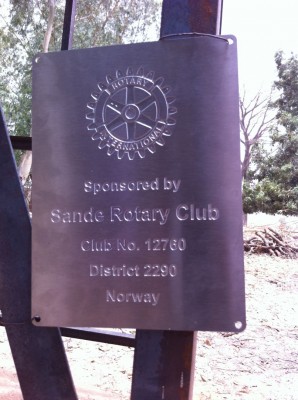 ROTARY
INTERNATIONAL
Sponsored by
Sande Rotary Club
Club No. 12760
District 2290
Norway